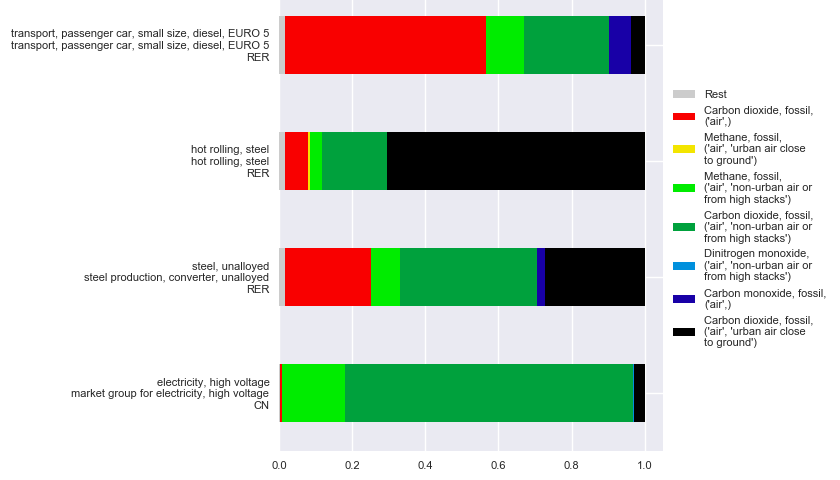 transport, passenger car, small size, diesel, EURO 5
transport, passenger car, small size, diesel, EURO 5
RER
hot rolling, steel
hot rolling, steel
RER
steel, unalloyed
steel production, converter, unalloyed
RER
electricity, high voltage
market group for electricity, high voltage
CN
0.0 0.2 0.4 0.6 0.8 1.0
Rest
Carbon dioxide, fossil,
('air',)
Methane, fossil,
('air', 'urban air close
to ground')
Methane, fossil,
('air', 'non-urban air or
from high stacks')
Carbon dioxide, fossil,
('air', 'non-urban air or
from high stacks')
Dinitrogen monoxide,
('air', 'non-urban air or
from high stacks')
Carbon monoxide, fossil,
('air',)
Carbon dioxide, fossil,
('air', 'urban air close
to ground')